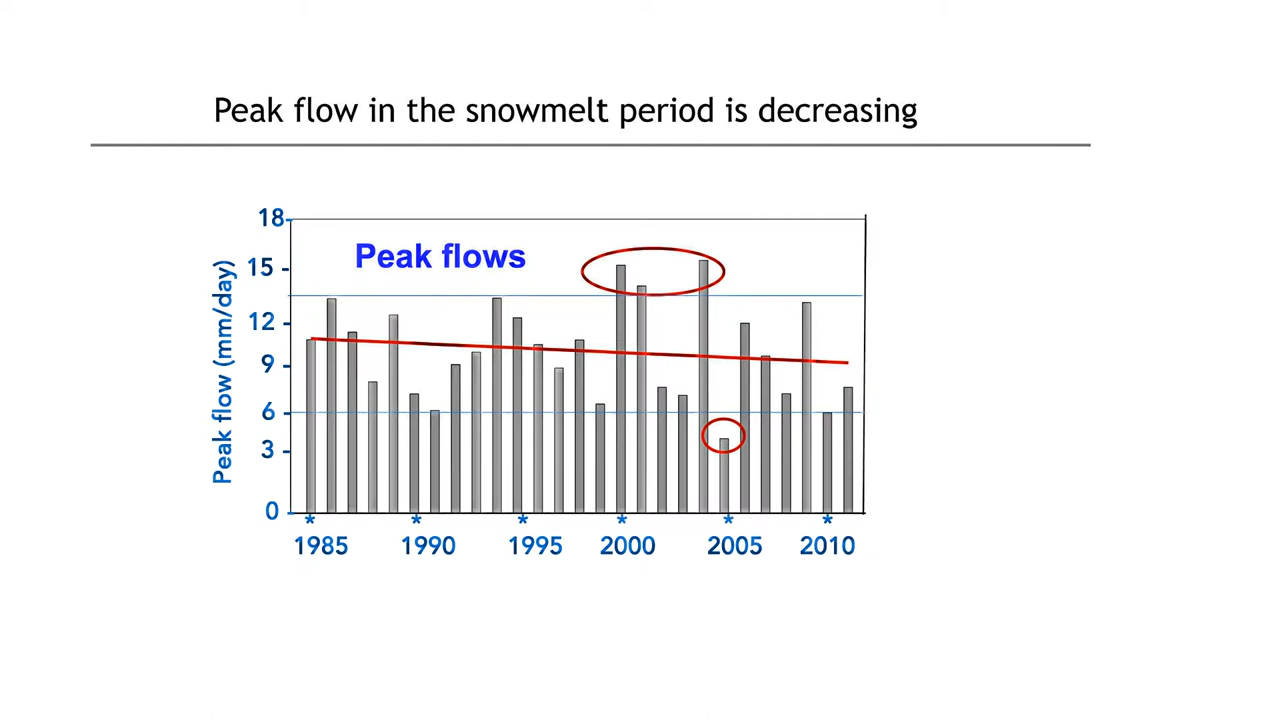 Peak flow in the snowmelt period is decreasing
Peak flows
Peak flow (mm/day)
18
15
12
9
6
3
0
* * * * * *
1985 1990 1995 2000 2005 2010